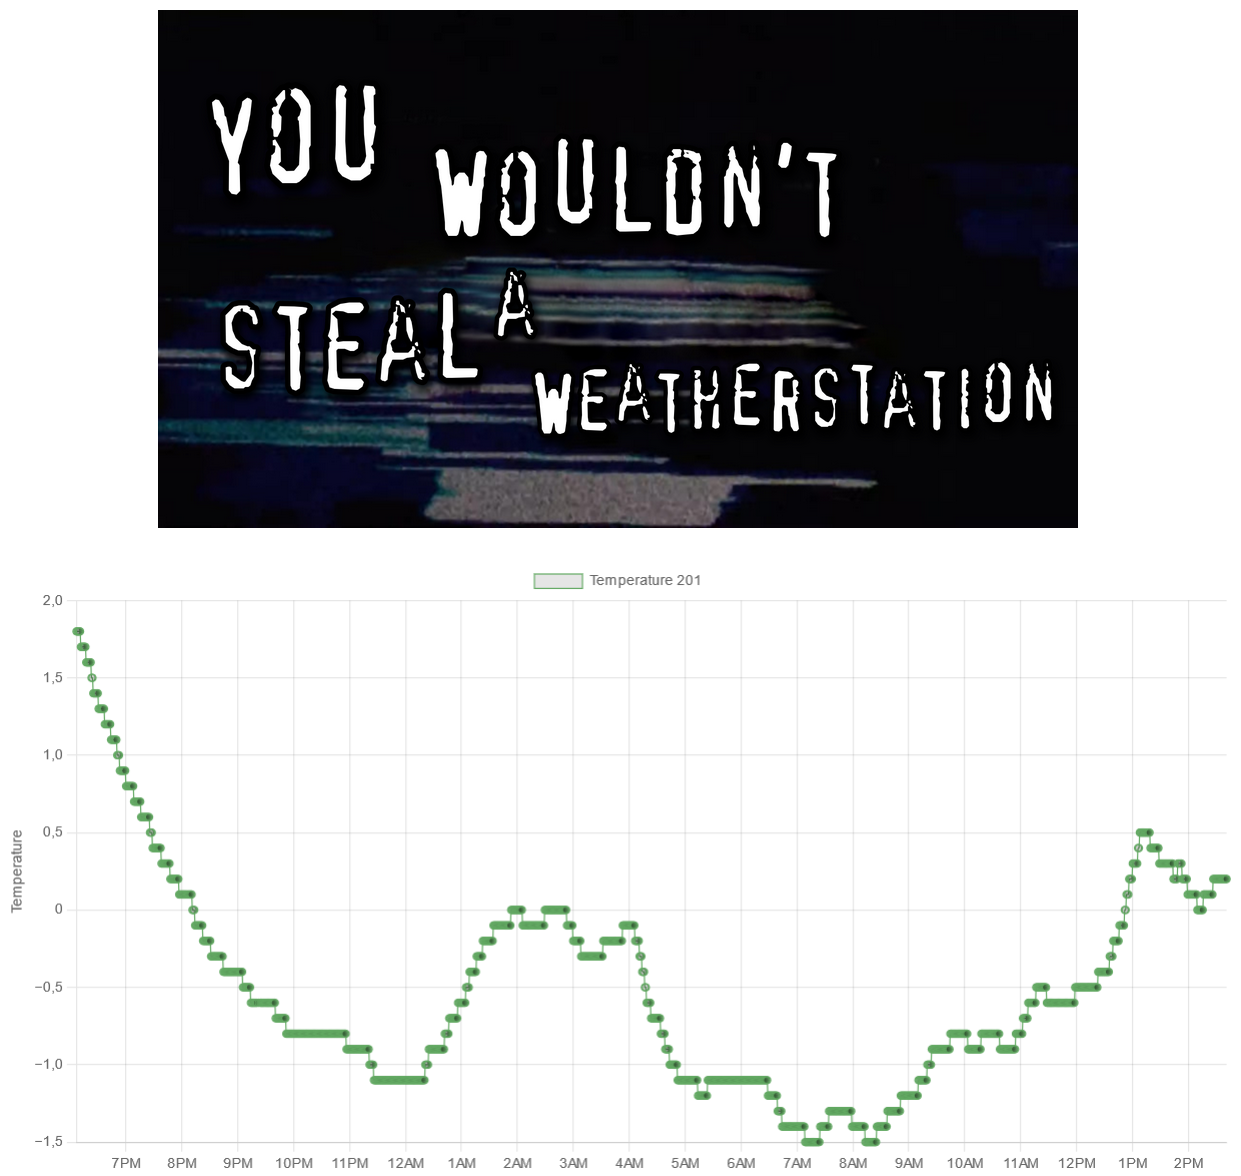 YOU
WOULDN'T
STEAL A
WEATHERSTATION
Temperature 201
2,0
1,5
1,0
0,5
0
−0,5
−1,0
−1,5
Temperature
7PM 8PM 9PM 10PM 11PM 12AM 1AM 2AM 3AM 4AM 5AM 6AM 7AM 8AM 9AM 10AM 11AM 12PM 1PM 2PM